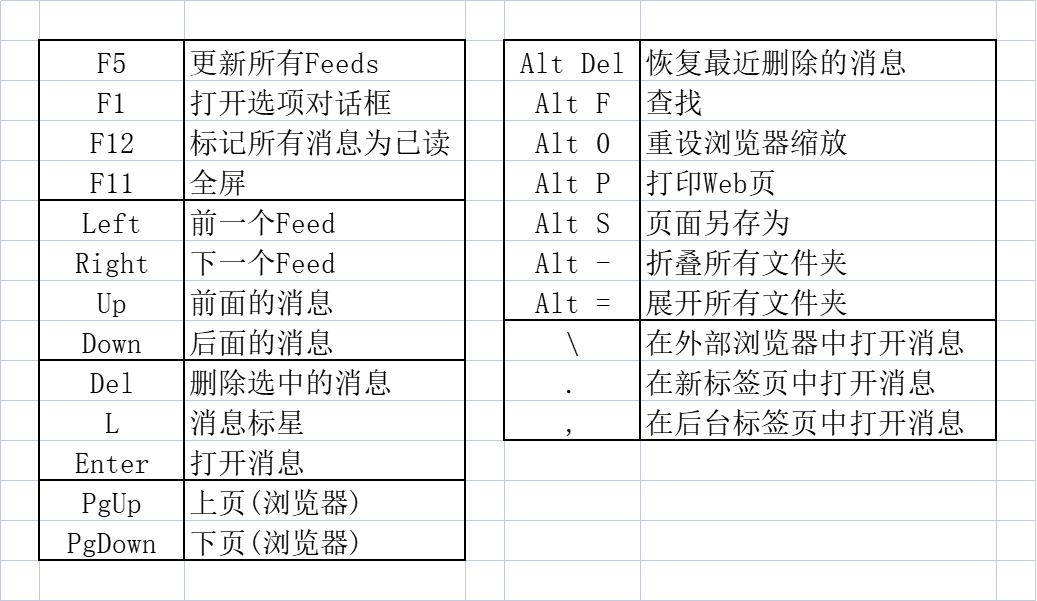 F5 更新所有Feeds
F1 打开选项对话框
F12 标记所有消息为已读
F11 全屏
Left 前一个Feed
Right 下一个Feed
Up 前面的消息
Down 后面的消息
Del 删除选中的消息
L 消息标星
Enter 打开消息
PgUp 上页(浏览器)
PgDown 下页(浏览器)
Alt Del 恢复最近删除的消息
Alt F 查找
Alt 0 重设浏览器缩放
Alt P 打印Web页
Alt S 页面另存为
Alt - 折叠所有文件夹
Alt = 展开所有文件夹
\ 在外部浏览器中打开消息
. 在新标签页中打开消息
, 在后台标签页中打开消息